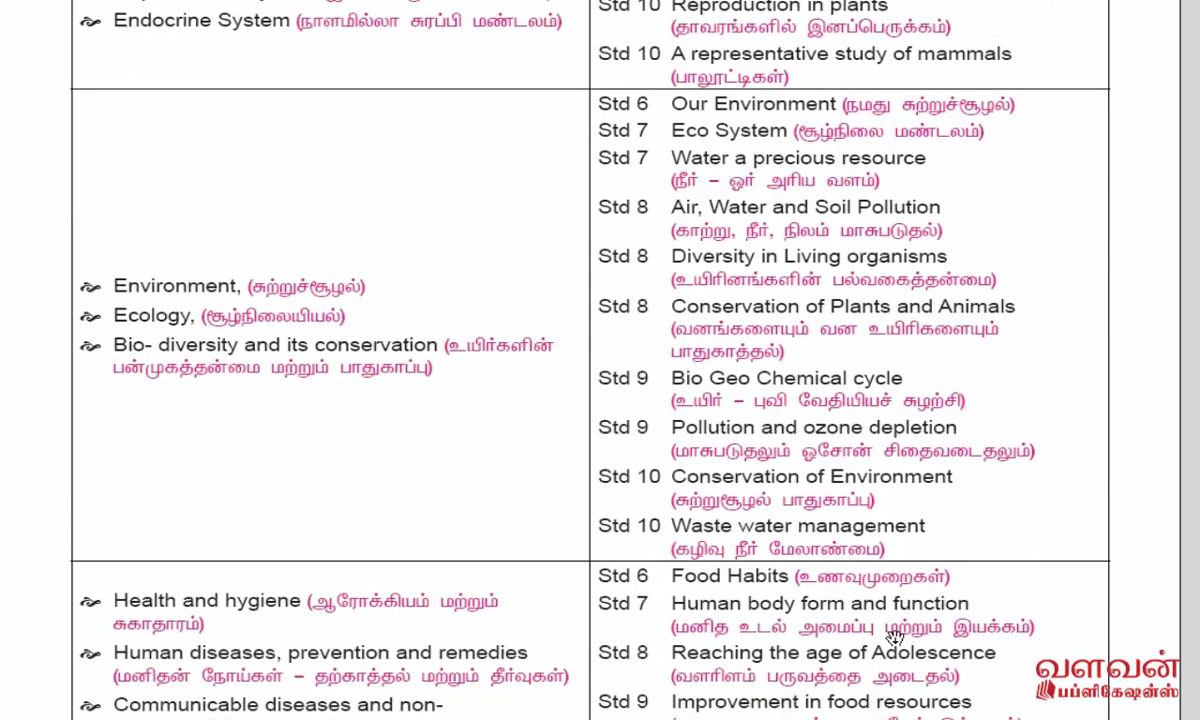 Endocrine System (நாளமில்லா சுரப்பி மண்டலம்)
Std 10 Reproduction in plants
(தாவரங்களில் இனப்பெருக்கம்)
Std 10 A representative study of mammals
(பாலூட்டிகள்)
Environment, (சுற்றுச்சூழல்)
Ecology, (சூழ்நிலையியல்)
Bio- diversity and its conservation (உயிர்களின்
பன்முகத்தன்மை மற்றும் பாதுகாப்பு)
Std 6 Our Environment (நமது சுற்றுச்சூழல்)
Std 7 Eco System (சூழ்நிலை மண்டலம்)
Std 7 Water a precious resource
(நீர் – ஓர் அரிய வளம்)
Std 8 Air, Water and Soil Pollution
(காற்று, நீர், நிலம் மாசுபடுதல்)
Std 8 Diversity in Living organisms
(உயிரினங்களின் பல்வகைத்தன்மை)
Std 8 Conservation of Plants and Animals
(வனங்களையும் வன உயிரிகளையும்
பாதுகாத்தல்)
Std 9 Bio Geo Chemical cycle
(உயிர் – புவி வேதியியச் சுழற்சி)
Std 9 Pollution and ozone depletion
(மாசுபடுதலும் ஒசோன் சிதைவடைதலும்)
Std 10 Conservation of Environment
(சுற்றுசூழல் பாதுகாப்பு)
Std 10 Waste water management
(கழிவு நீர் மேலாண்மை)
Health and hygiene (ஆரோக்கியம் மற்றும்
சுகாதாரம்)
Human diseases, prevention and remedies
(மனிதன் நோய்கள் – தற்காத்தல் மற்றும் தீர்வுகள்)
Communicable diseases and non-
Std 6 Food Habits (உணவுமுறைகள்)
Std 7 Human body form and function
(மனித உடல் அமைப்பு மற்றும் இயக்கம்)
Std 8 Reaching the age of Adolescence
(வளரிளம் பருவத்தை அடைதல்)
Std 9 Improvement in food resources
வளவன்
பப்ளிகேஷன்ஸ்